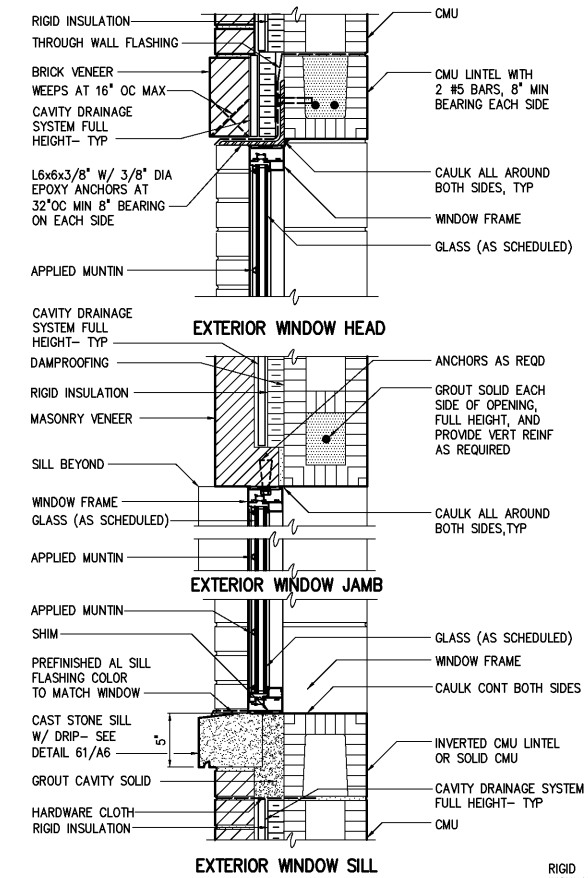 RIGID INSULATION
THROUGH WALL FLASHING
BRICK VENEER
WEEPS AT 16" OC MAX
CAVITY DRAINAGE
SYSTEM FULL
HEIGHT- TYP
L6x6x3/8" W/ 3/8" DIA
EPOXY ANCHORS AT
32"OC MIN 8" BEARING
ON EACH SIDE
APPLIED MUNTIN
CMU
CMU LINTEL WITH
2 #5 BARS, 8" MIN
BEARING EACH SIDE
CAULK ALL AROUND
BOTH SIDES, TYP
WINDOW FRAME
GLASS (AS SCHEDULED)
EXTERIOR WINDOW HEAD
CAVITY DRAINAGE
SYSTEM FULL
HEIGHT- TYP
DAMPROOFING
RIGID INSULATION
MASONRY VENEER
SILL BEYOND
WINDOW FRAME
GLASS (AS SCHEDULED)
APPLIED MUNTIN
ANCHORS AS REQD
GROUT SOLID EACH
SIDE OF OPENING,
FULL HEIGHT, AND
PROVIDE VERT REINF
AS REQUIRED
CAULK ALL AROUND
BOTH SIDES,TYP
EXTERIOR WINDOW JAMB
APPLIED MUNTIN
SHIM
PREFINISHED AL SILL
FLASHING COLOR
TO MATCH WINDOW
CAST STONE SILL
W/ DRIP- SEE
DETAIL 61/A6
5"
GROUT CAVITY SOLID
HARDWARE CLOTH
RIGID INSULATION
GLASS (AS SCHEDULED)
WINDOW FRAME
CAULK CONT BOTH SIDES
INVERTED CMU LINTEL
OR SOLID CMU
CAVITY DRAINAGE SYSTEM
FULL HEIGHT- TYP
CMU
EXTERIOR WINDOW SILL
RIGID